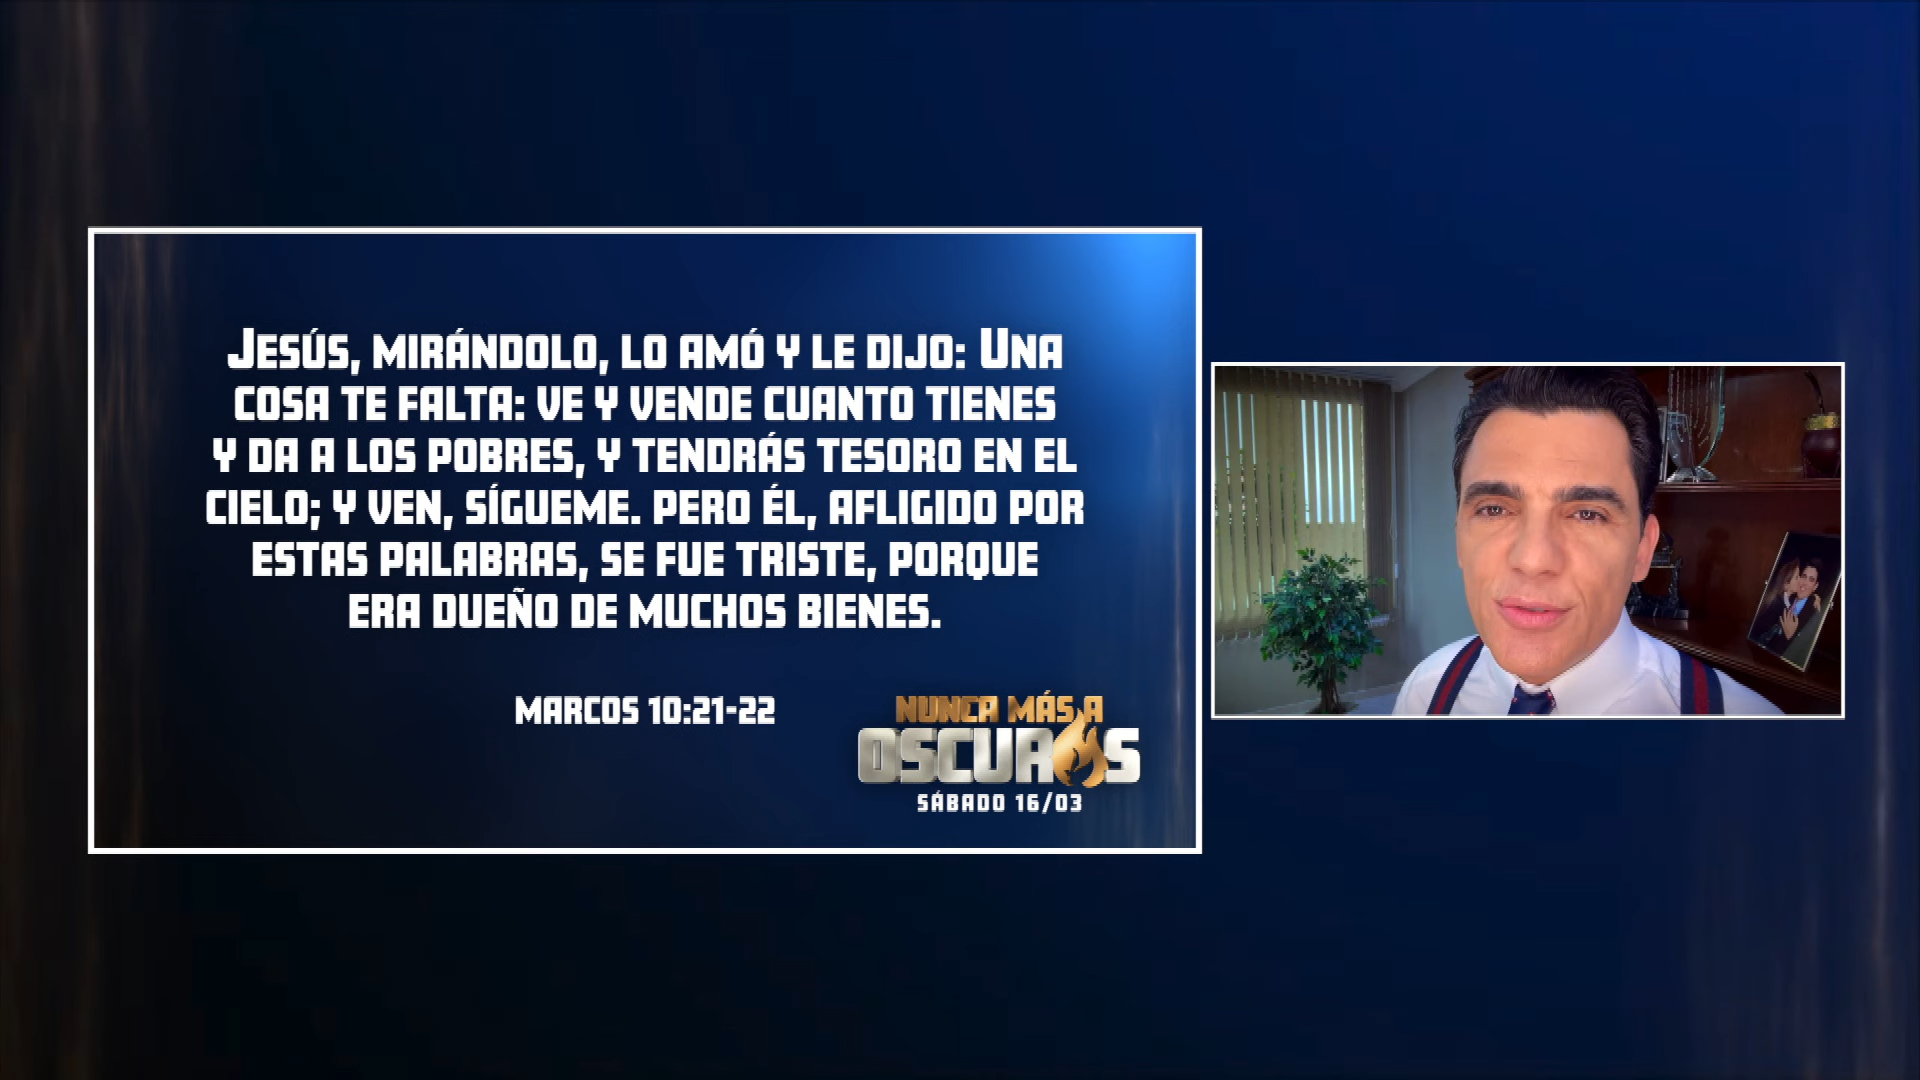 Jesús, mirándolo, lo amó y le dijo: Una
cosa te falta: ve y vende cuanto tienes
y da a los pobres, y tendrás tesoro en el
cielo; y ven, sígueme. Pero él, afligido por
estas palabras, se fue triste, porque
era dueño de muchos bienes.
Marcos 10:21-22
NUNCA MÁS A
OSCURAS
SÁBADO 16/03